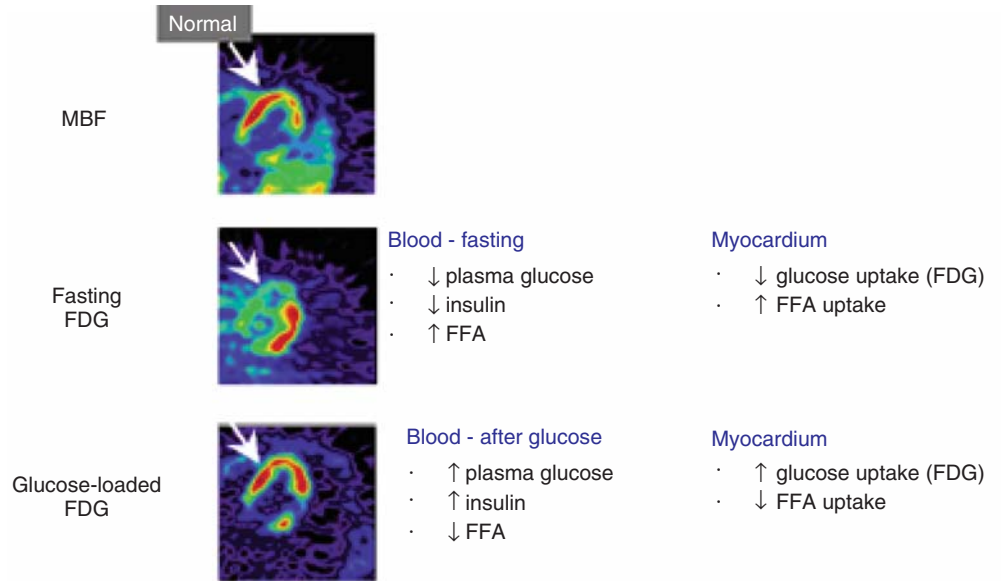 Normal
MBF
Fasting
FDG
Blood - fasting
· ↓ plasma glucose
· ↓ insulin
· ↑ FFA
Myocardium
· ↓ glucose uptake (FDG)
· ↑ FFA uptake
Glucose-loaded
FDG
Blood - after glucose
· ↑ plasma glucose
· ↑ insulin
· ↓ FFA
Myocardium
· ↑ glucose uptake (FDG)
· ↓ FFA uptake